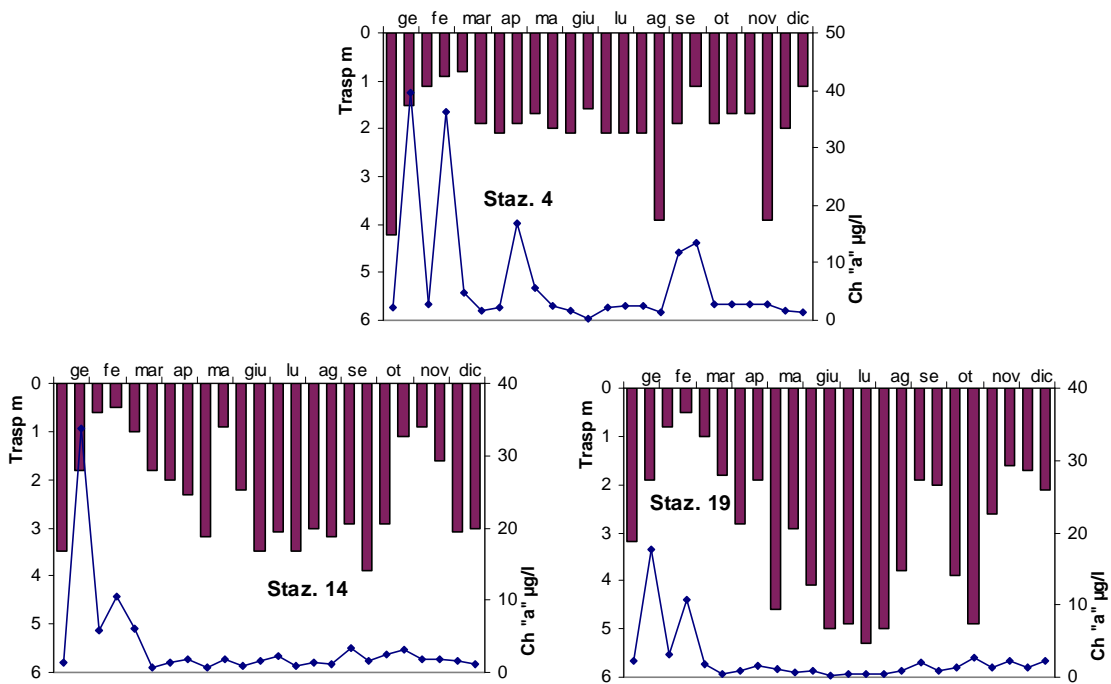 ge fe mar ap ma giu lu ag se ot nov dic
0 1 2 3 4 5 6
Trasp m
50 40 30 20 10 0
Ch "a" µg/l
Staz. 4
ge fe mar ap ma giu lu ag se ot nov dic
0 1 2 3 4 5 6
Trasp m
40 30 20 10 0
Ch "a" µg/l
Staz. 14
ge fe mar ap ma giu lu ag se ot nov dic
0 1 2 3 4 5 6
Trasp m
40 30 20 10 0
Ch "a" µg/l
Staz. 19